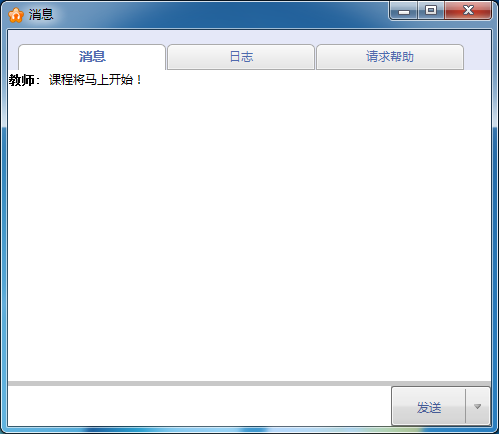 消息
消息
日志
请求帮助
教师: 课程将马上开始！
发送